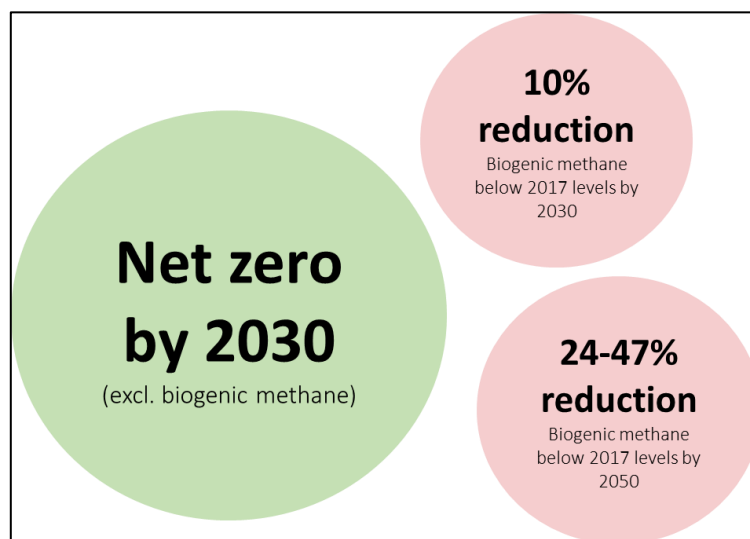 Net zero
by 2030
(excl. biogenic methane)
10%
reduction
Biogenic methane
below 2017 levels by
2030
24-47%
reduction
Biogenic methane
below 2017 levels by
2050